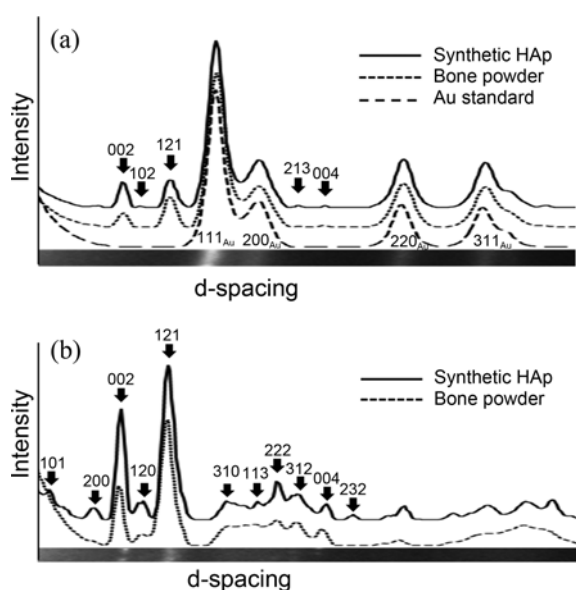 (a)
Synthetic HAp
Bone powder
Au standard
Intensity
002
102
121
213
004
111Au
200Au
220Au
311Au
d-spacing
(b)
121
Synthetic HAp
Bone powder
Intensity
002
101
200
120
310
113
222
312
004
232
d-spacing